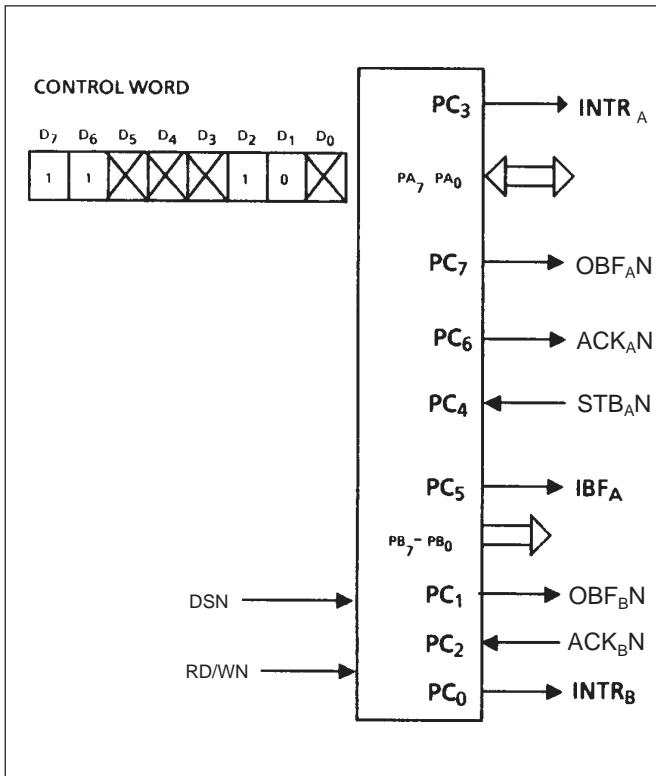 CONTROL WORD
D7 D6 D5 D4 D3 D2 D1 D0
1 1 1 0
PC3 INTR A
PA7 PA0
PC7 OBFAN
PC6 ACKAN
PC4 STBAN
PC5 IBFA
PB7 – PB0
DSN PC1 OBFBN
PC2 ACKBN
RD/WN
PC0 INTRB